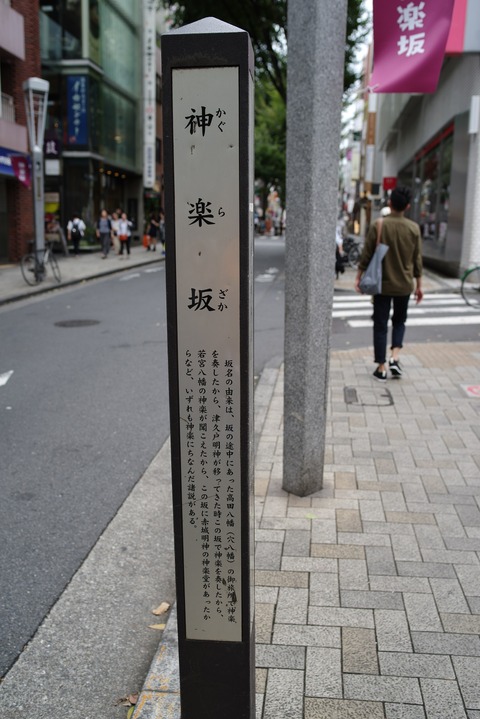 神楽坂
かぐらざか
坂名の由来は、坂の途中にあった高田八幡（穴八幡）の御旅所で神楽
を奏したから、津久戸明神が移ってきた時この坂で神楽を奏したから、
若宮八幡の神楽が聞こえたから、この坂に赤城明神の神楽堂があったか
らなど、いずれも神楽にちなんだ諸説がある。
楽坂